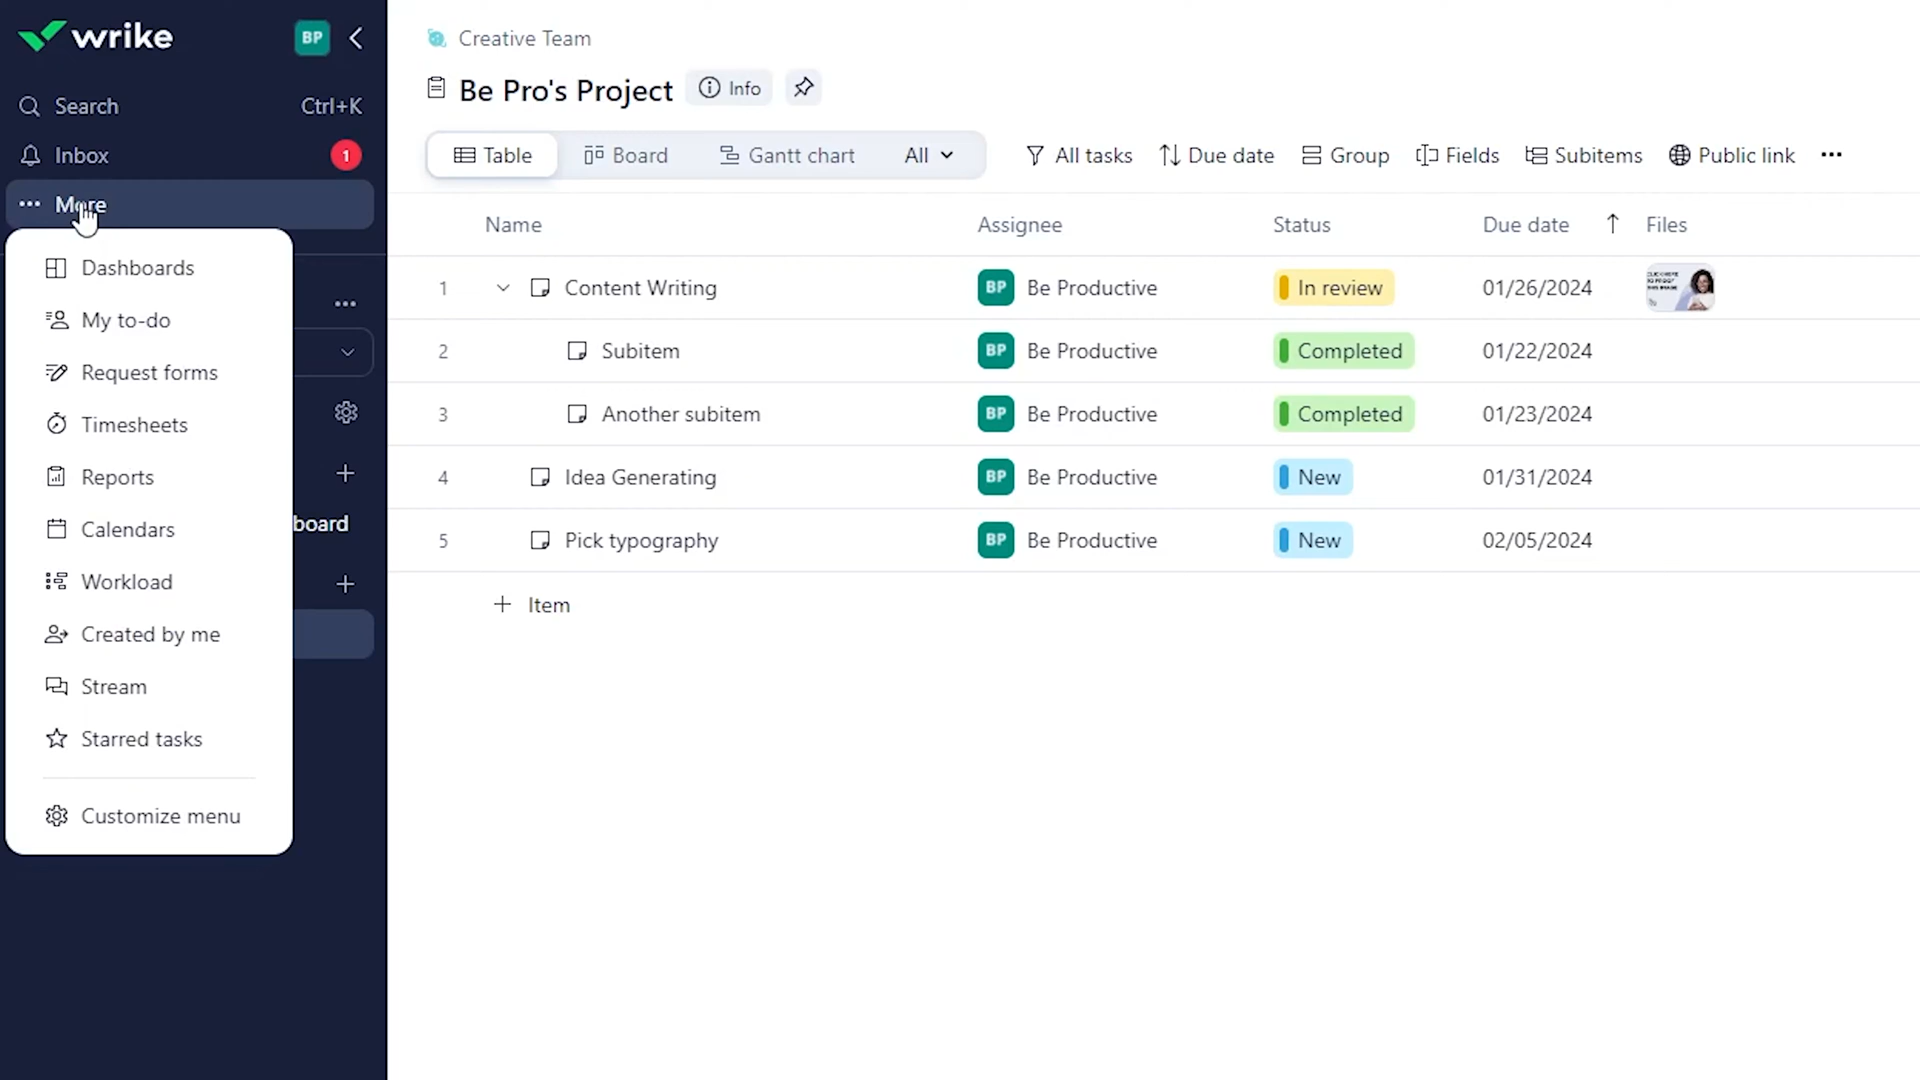 wrike
BP
Search Ctrl+K
Inbox 1
More
Dashboards
My to-do
Request forms
Timesheets
Reports
Calendars
Workload
Created by me
Stream
Starred tasks
Customize menu
board
Creative Team
Be Pro's Project Info
Table Board Gantt chart All
All tasks Due date Group Fields Subitems Public link
Name Assignee Status Due date Files
1 Content Writing BP Be Productive In review 01/26/2024
2 Subitem BP Be Productive Completed 01/22/2024
3 Another subitem BP Be Productive Completed 01/23/2024
4 Idea Generating BP Be Productive New 01/31/2024
5 Pick typography BP Be Productive New 02/05/2024
Item